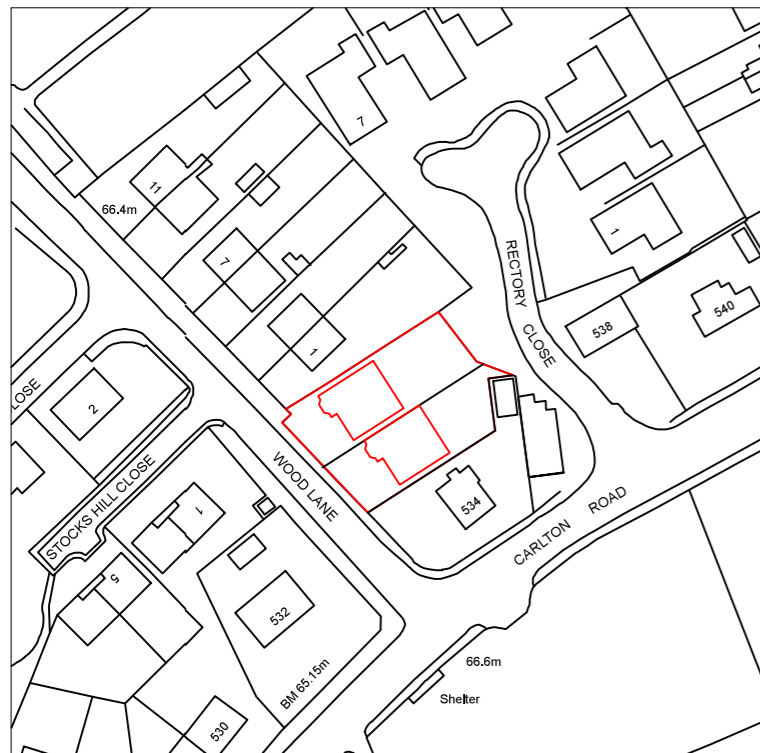 7
11
66.4m
7
1
RECTORY CLOSE
1
540
538
LOSE
2
WOOD LANE
STOCKS HILL CLOSE
1
534
CARLTON ROAD
5
532
BM 65.15m
66.6m
Shelter
530